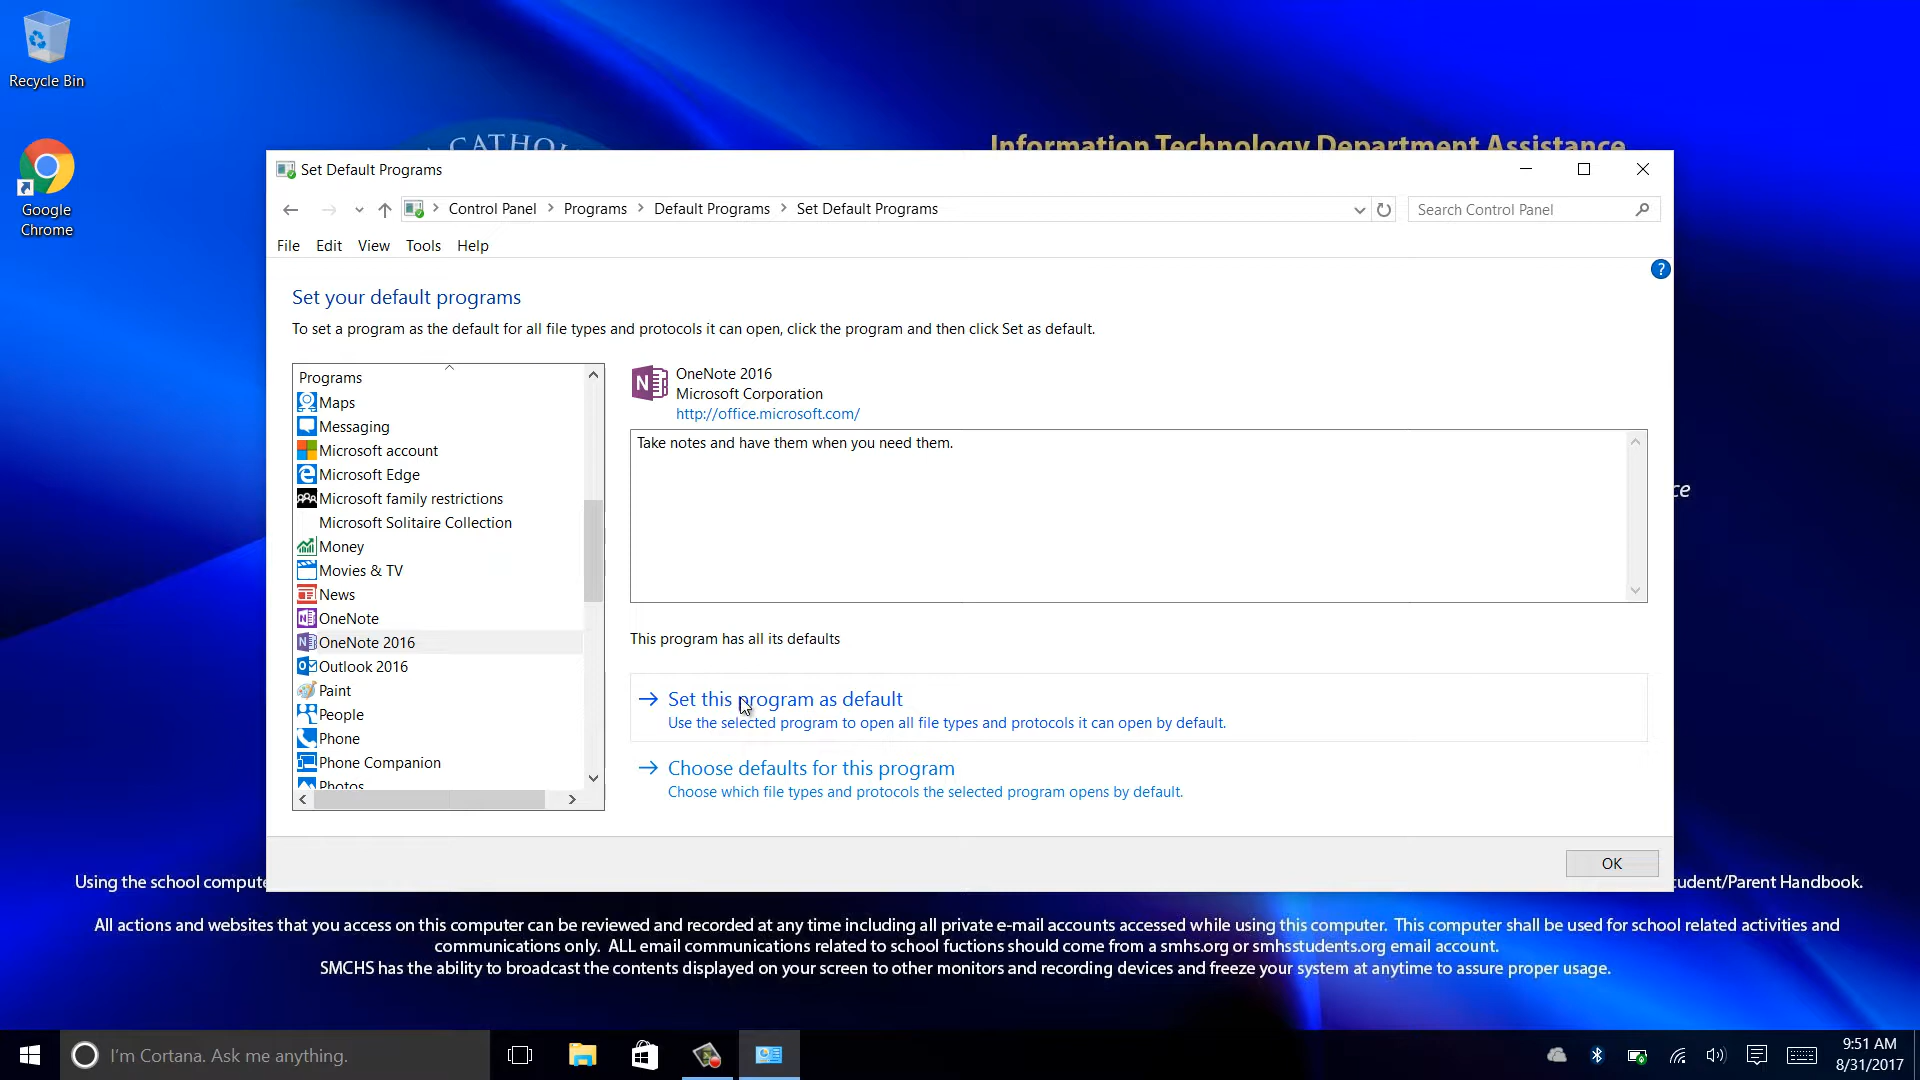 Recycle Bin
Google
Chrome
CATHO
Information Technology Department Assistance
Set Default Programs
Control Panel > Programs > Default Programs > Set Default Programs
Search Control Panel
File Edit View Tools Help
Set your default programs
To set a program as the default for all file types and protocols it can open, click the program and then click Set as default.
Programs
Maps
Messaging
Microsoft account
Microsoft Edge
Microsoft family restrictions
Microsoft Solitaire Collection
Money
Movies & TV
News
OneNote
OneNote 2016
Outlook 2016
Paint
People
Phone
Phone Companion
Photos
OneNote 2016
Microsoft Corporation
http://office.microsoft.com/
Take notes and have them when you need them.
This program has all its defaults
Set this program as default
Use the selected program to open all file types and protocols it can open by default.
Choose defaults for this program
Choose which file types and protocols the selected program opens by default.
OK
ce
Using the school compute
tudent/Parent Handbook.
All actions and websites that you access on this computer can be reviewed and recorded at any time including all private e-mail accounts accessed while using this computer. This computer shall be used for school related activities and
communications only. ALL email communications related to school fuctions should come from a smhs.org or smhsstudents.org email account.
SMCHS has the ability to broadcast the contents displayed on your screen to other monitors and recording devices and freeze your system at anytime to assure proper usage.
I'm Cortana. Ask me anything.
9:51 AM
8/31/2017